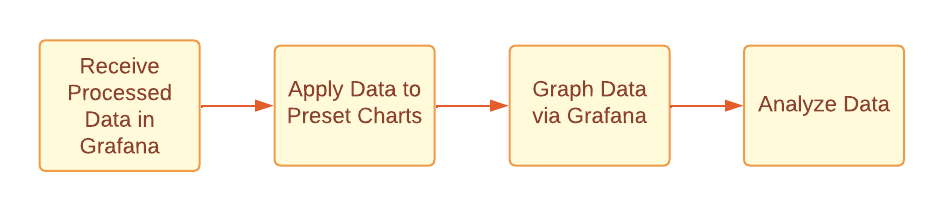 Receive
Processed
Data in
Grafana
Apply Data to
Preset Charts
Graph Data
via Grafana
Analyze Data